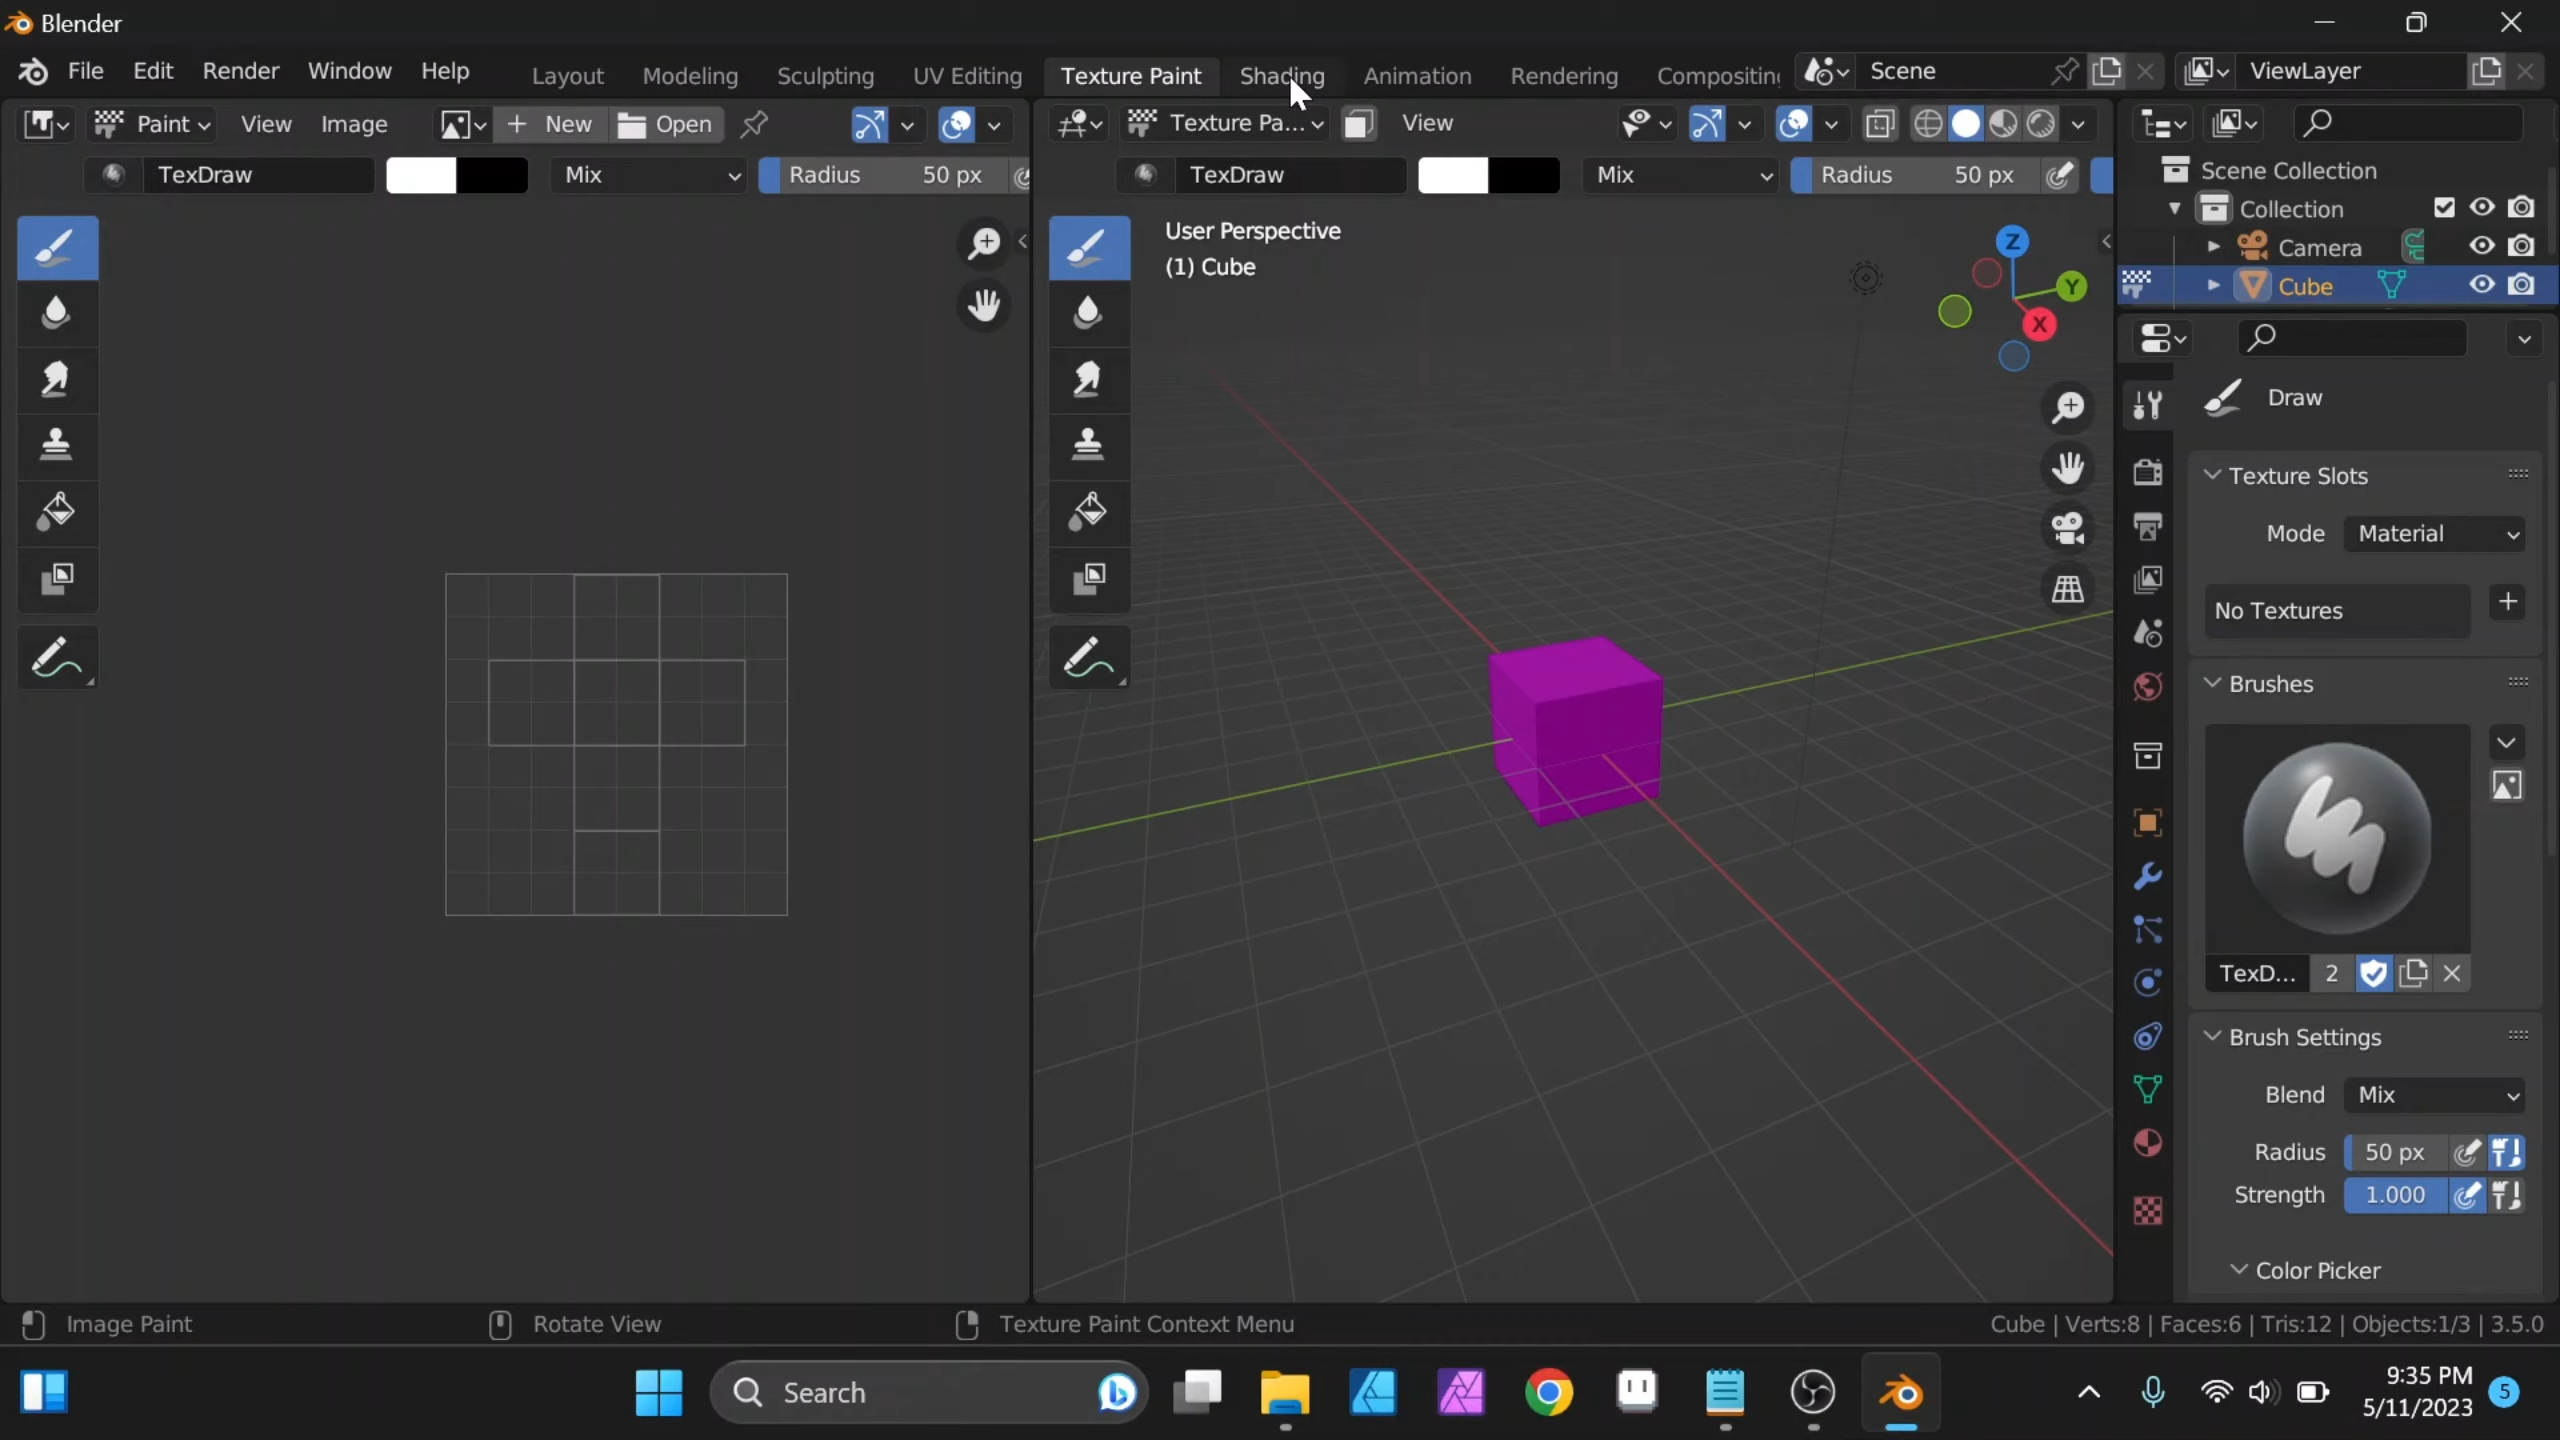 Blender
File Edit Render Window Help Layout Modeling Sculpting UV Editing Texture Paint Shading Animation Rendering Compositing Scene ViewLayer
Paint View Image New Open
TexDraw Mix Radius 50 px
Texture Pa... View
TexDraw Mix Radius 50 px
User Perspective
(1) Cube
Z
Y
X
Scene Collection
Collection
Camera
Cube
Draw
Texture Slots
Mode Material
No Textures
Brushes
TexD... 2
Brush Settings
Blend Mix
Radius 50 px
Strength 1.000
Color Picker
Image Paint Rotate View Texture Paint Context Menu Cube | Verts:8 | Faces:6 | Tris:12 | Objects:1/3 | 3.5.0
Search
9:35 PM
5/11/2023
5